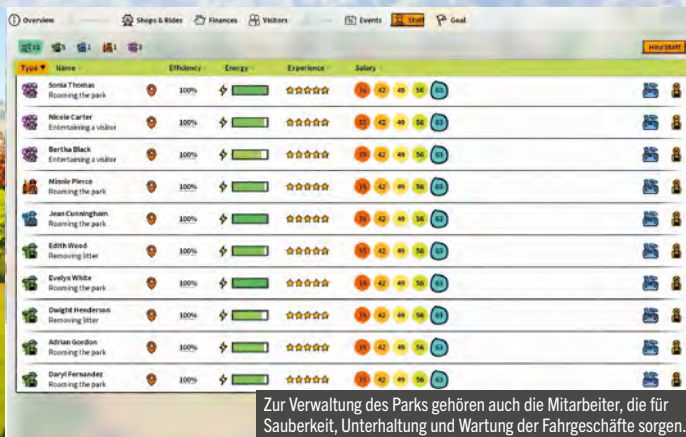 Overview Shops & Rides Finances Visitors Events Staff Goal
10 5 1 1 3 Hire Staff
Type Name Efficiency Energy Experience Salary
Sonia Thomas
Roaming the park
100% 35 42 49 56 63
Nicole Carter
Entertaining a visitor
100% 35 42 49 56 63
Bertha Black
Entertaining a visitor
100% 35 42 49 56 63
Minnie Pierce
Roaming the park
100% 35 42 49 56 63
Jean Cunningham
Roaming the park
100% 35 42 49 56 63
Edith Wood
Removing litter
100% 35 42 49 56 63
Evelyn White
Roaming the park
100% 35 42 49 56 63
Dwight Henderson
Removing litter
100% 35 42 49 56 63
Adrian Gordon
Roaming the park
100% 35 42 49 56 63
Daryl Fernandez
Roaming the park
100% 35 42 49 56 63
Zur Verwaltung des Parks gehören auch die Mitarbeiter, die für
Sauberkeit, Unterhaltung und Wartung der Fahrgeschäfte sorgen.